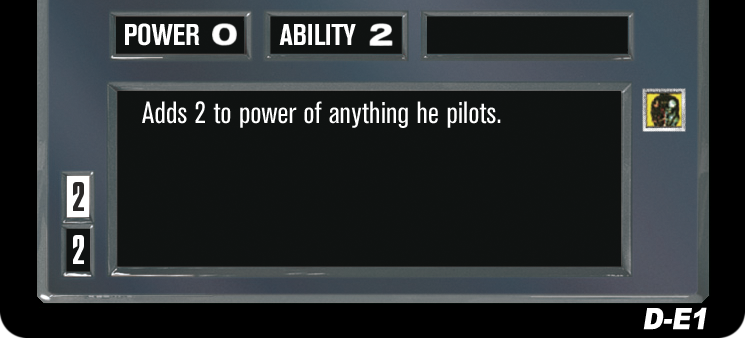 POWER 0 ABILITY 2
Adds 2 to power of anything he pilots.
2
2
D-E1